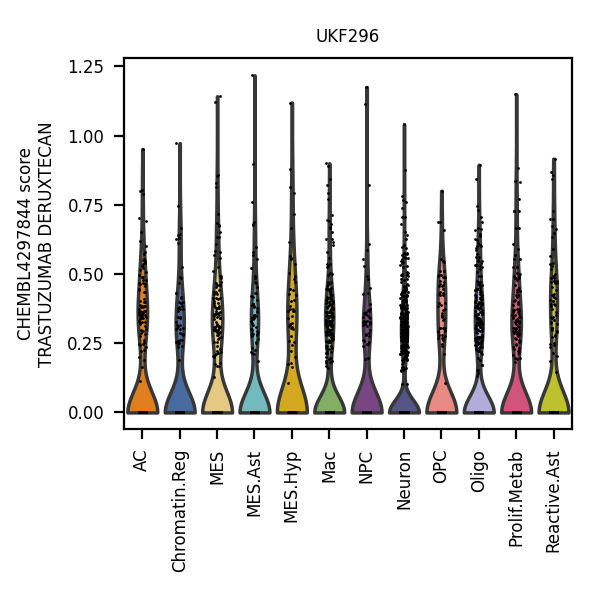 UKF296
CHEMBL4297844 score
TRASTUZUMAB DERUXTECAN
1.25
1.00
0.75
0.50
0.25
0.00
AC
Chromatin.Reg
MES
MES.Ast
MES.Hyp
Mac
NPC
Neuron
OPC
Oligo
Prolif.Metab
Reactive.Ast